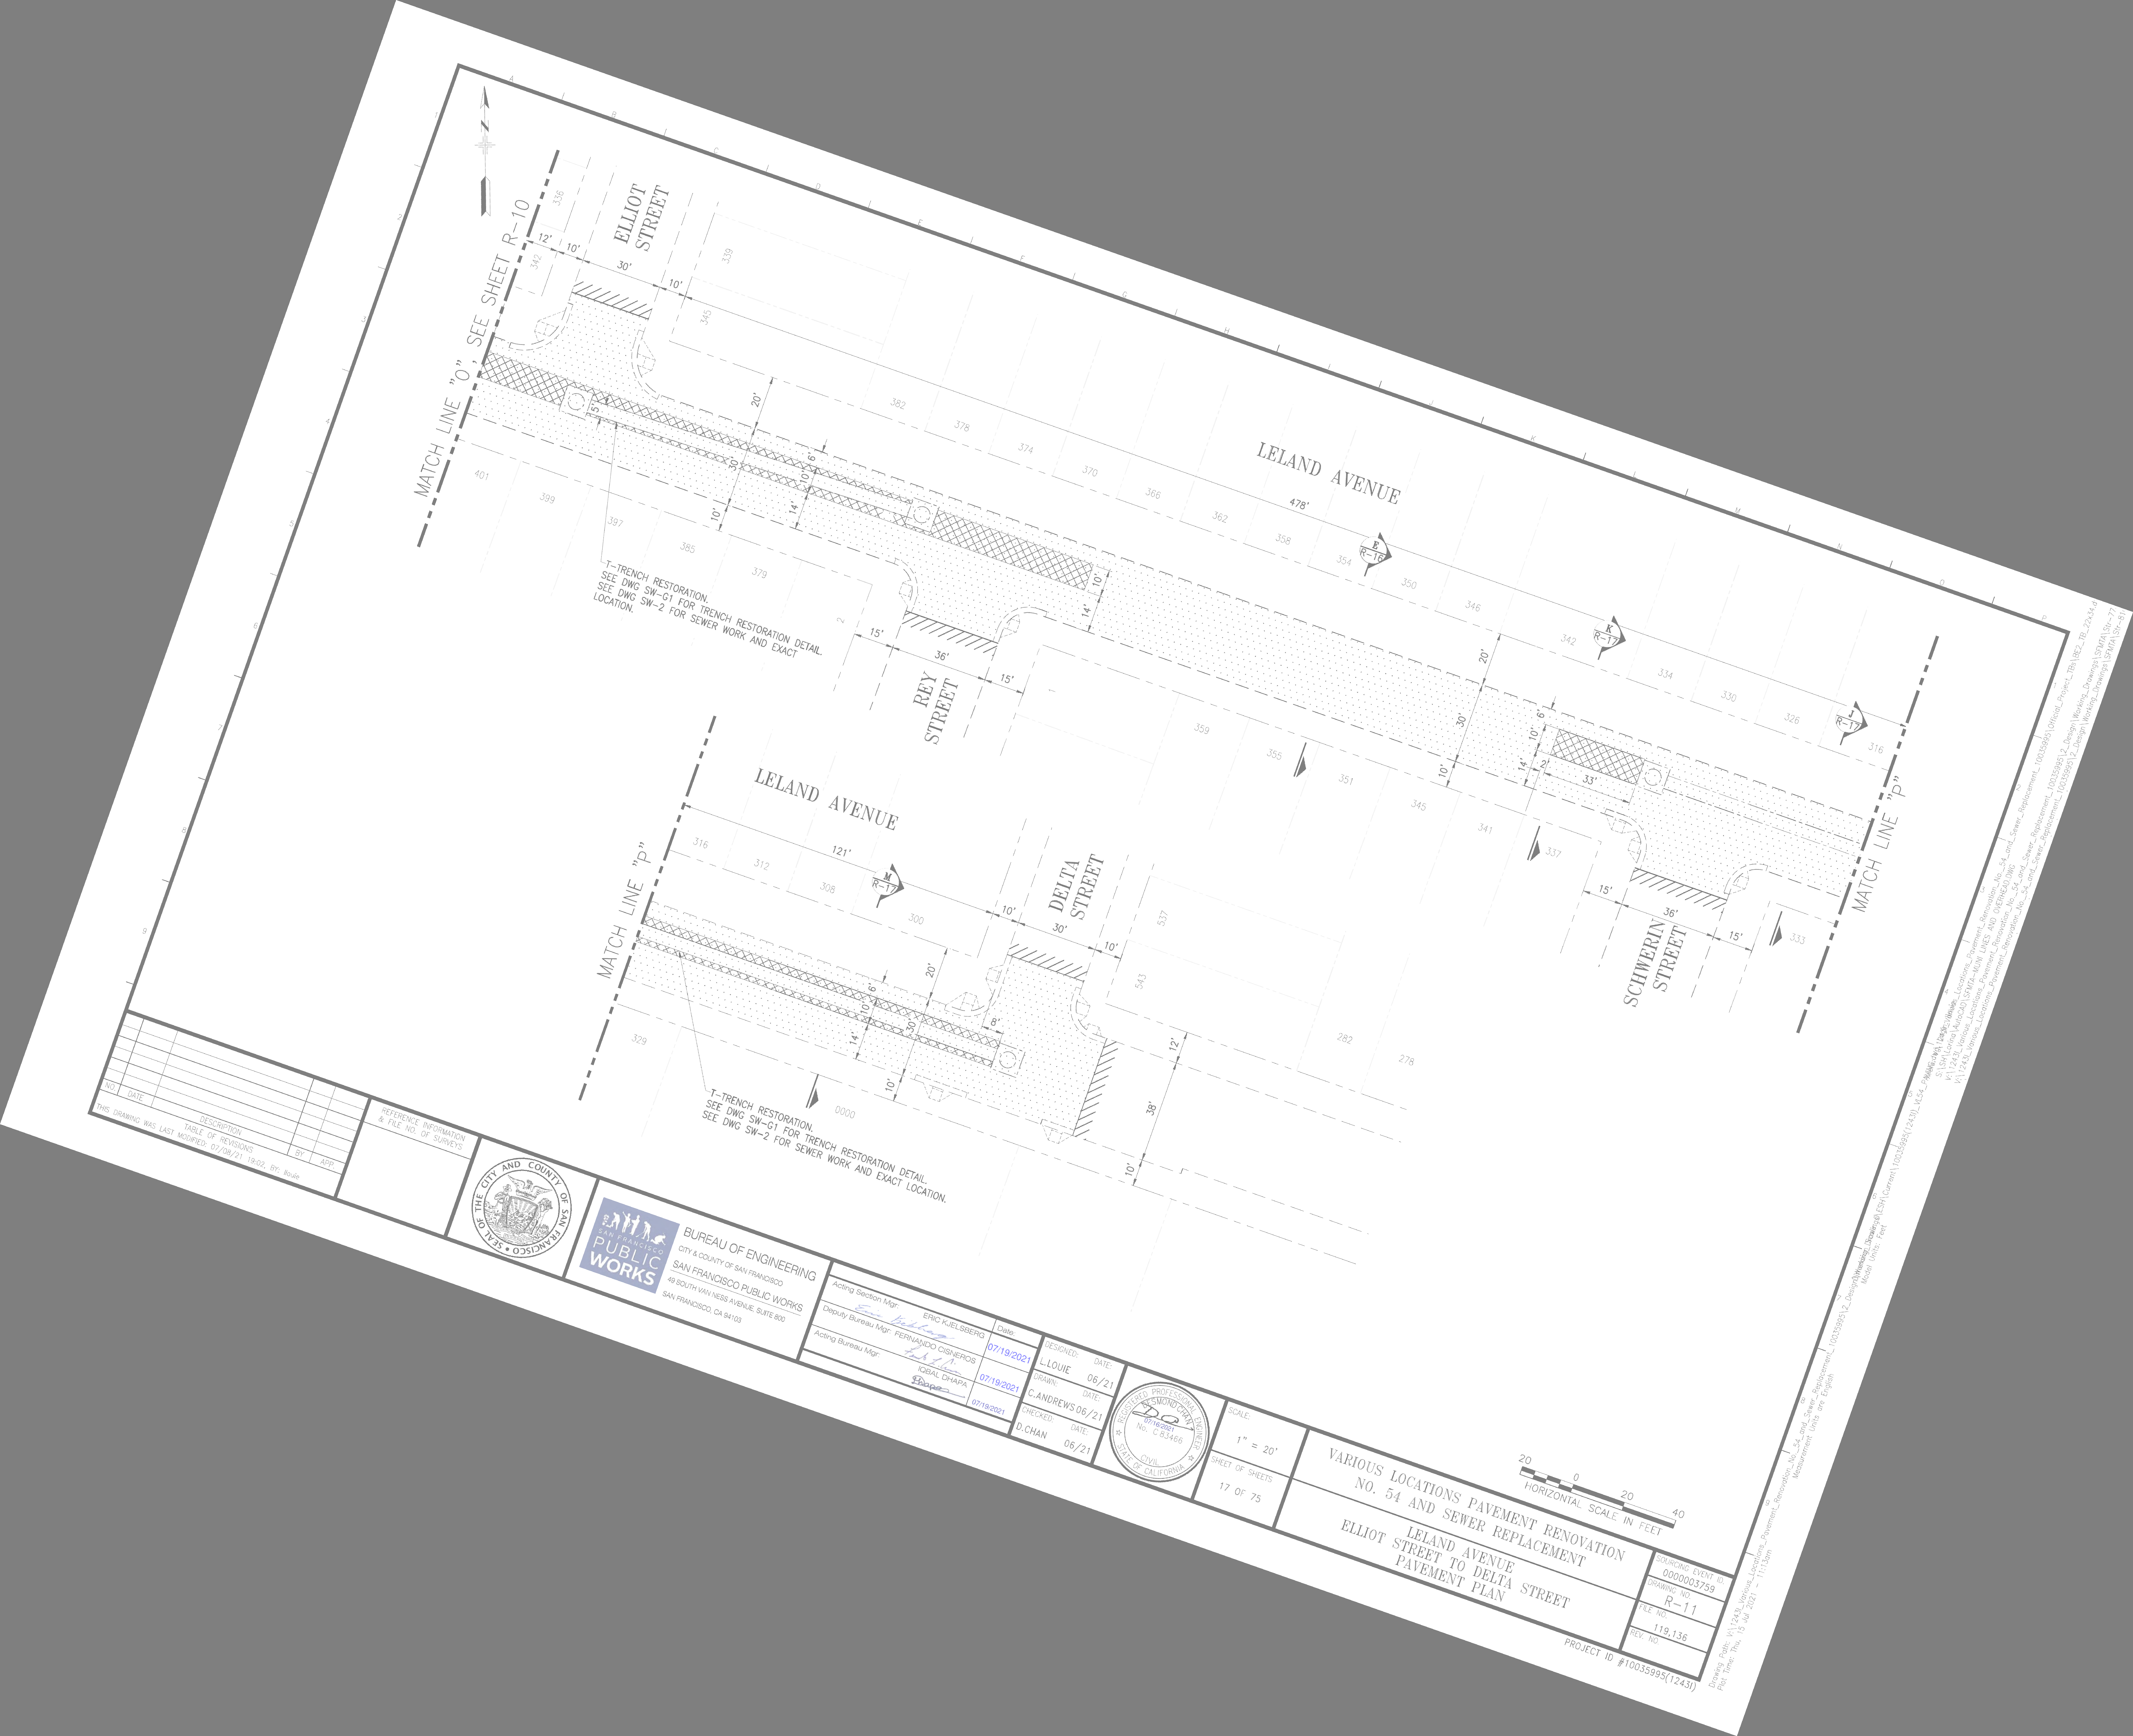 A
B
C
D
E
F
G
H
K
L
M
N
O
P
MATCH LINE "O", SEE SHEET R-10
336
342
12'
10'
30'
10'
ELLIOT
STREET
339
345
20'
15'
30'
10'
6'
10'
14'
382
378
374
370
366
362
358
354
350
346
342
334
330
326
316
LELAND AVENUE
478'
E
R-16
K
R-17
J
R-17
401
399
397
385
379
2
T-TRENCH RESTORATION.
SEE DWG SW-G1 FOR TRENCH RESTORATION DETAIL.
SEE DWG SW-2 FOR SEWER WORK AND EXACT
LOCATION.
15'
36'
15'
REY
STREET
10'
14'
1
359
355
351
345
341
337
333
20'
30'
10'
6'
10'
14'
2'
33'
15'
36'
15'
SCHWERIN
STREET
MATCH LINE "P"
MATCH LINE "P"
LELAND AVENUE
121'
316
312
308
300
M
R-17
10'
30'
10'
DELTA
STREET
537
543
282
278
20'
6'
10'
30'
14'
10'
8'
12'
38'
10'
329
0000
T-TRENCH RESTORATION.
SEE DWG SW-G1 FOR TRENCH RESTORATION DETAIL.
SEE DWG SW-2 FOR SEWER WORK AND EXACT LOCATION.
NO.
DATE
DESCRIPTION
BY
APP
TABLE OF REVISIONS
THIS DRAWING WAS LAST MODIFIED: 07/08/21 19:02, BY: lloule
REFERENCE INFORMATION
& FILE NO. OF SURVEYS
SEAL OF THE CITY AND COUNTY OF SAN FRANCISCO
SAN FRANCISCO
PUBLIC
WORKS
BUREAU OF ENGINEERING
CITY & COUNTY OF SAN FRANCISCO
SAN FRANCISCO PUBLIC WORKS
49 SOUTH VAN NESS AVENUE, SUITE 800
SAN FRANCISCO, CA 94103
Acting Section Mgr:
ERIC KJELSBERG
Date:
07/19/2021
Deputy Bureau Mgr: FERNANDO CISNEROS
07/19/2021
Acting Bureau Mgr:
IQBAL DHAPA
07/19/2021
DESIGNED: DATE:
L.LOUIE 06/21
DRAWN: DATE:
C.ANDREWS 06/21
CHECKED: DATE:
D.CHAN 06/21
REGISTERED PROFESSIONAL ENGINEER
DESMOND CHAN
07/16/2021
No. C 83466
CIVIL
STATE OF CALIFORNIA
SCALE:
1" = 20'
SHEET OF SHEETS
17 OF 75
20 0 20 40
HORIZONTAL SCALE IN FEET
VARIOUS LOCATIONS PAVEMENT RENOVATION
NO. 54 AND SEWER REPLACEMENT
LELAND AVENUE
ELLIOT STREET TO DELTA STREET
PAVEMENT PLAN
SOURCING EVENT ID.
0000003759
DRAWING NO.
R-11
FILE NO.
119,136
REV. NO.
PROJECT ID #10035995(1243I)
Measurement Units are English
Model Units: Feet
Plot Time: Thu, 15 Jul 2021 - 11:13am